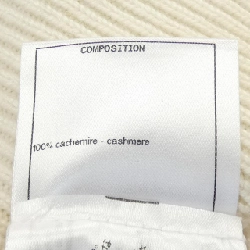 COMPOSITION
100% cachemire - cashmere